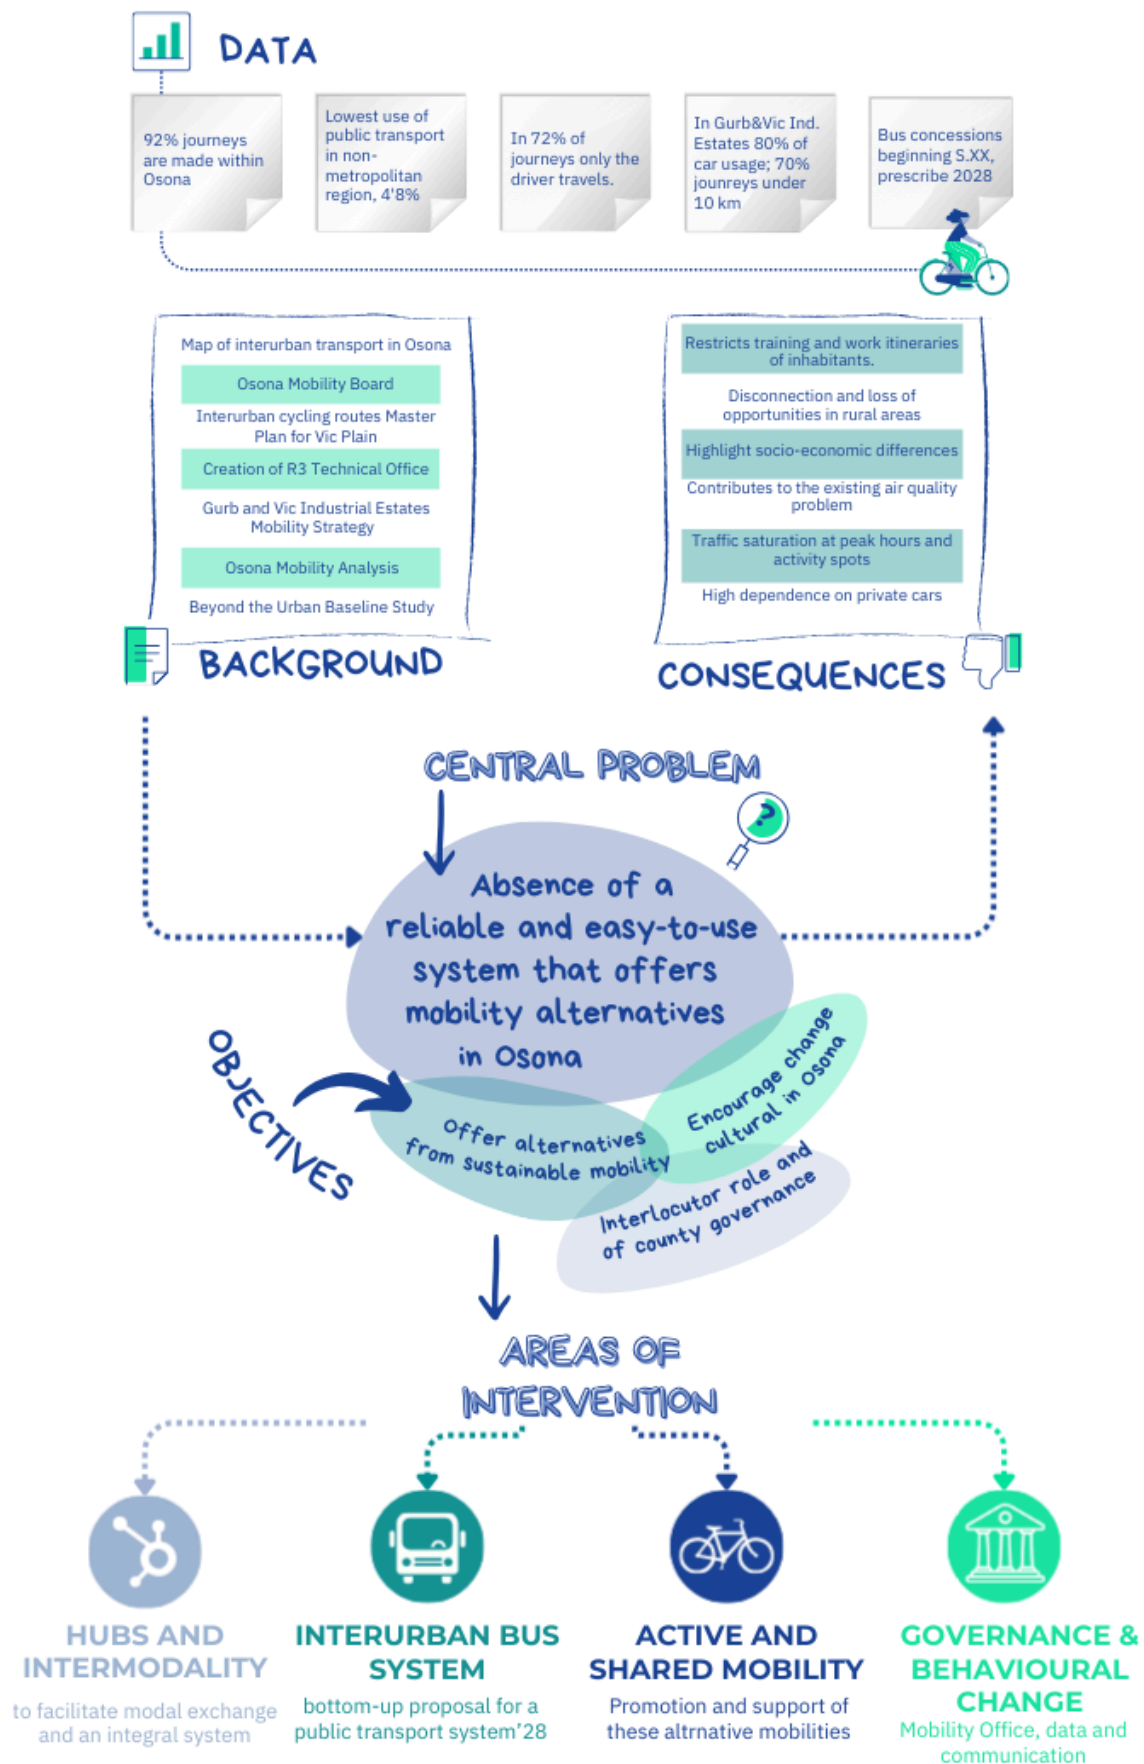 DATA
92% journeys
are made within
Osona
Lowest use of
public transport
in non-
metropolitan
region, 4'8%
In 72% of
journeys only the
driver travels.
In Gurb&Vic Ind.
Estates 80% of
car usage; 70%
jounreys under
10 km
Bus concessions
beginning S.XX,
prescribe 2028
Map of interurban transport in Osona
Osona Mobility Board
Interurban cycling routes Master
Plan for Vic Plain
Creation of R3 Technical Office
Gurb and Vic Industrial Estates
Mobility Strategy
Osona Mobility Analysis
Beyond the Urban Baseline Study
BACKGROUND
Restricts training and work itineraries
of inhabitants.
Disconnection and loss of
opportunities in rural areas
Highlight socio-economic differences
Contributes to the existing air quality
problem
Traffic saturation at peak hours and
activity spots
High dependence on private cars
CONSEQUENCES
CENTRAL PROBLEM
?
Absence of a
reliable and easy-to-use
system that offers
mobility alternatives
in Osona
OBJECTIVES
Offer alternatives
from sustainable mobility
Encourage change
cultural in Osona
Interlocutor role and
of county governance
AREAS OF
INTERVENTION
HUBS AND
INTERMODALITY
to facilitate modal exchange
and an integral system
INTERURBAN BUS
SYSTEM
bottom-up proposal for a
public transport system'28
ACTIVE AND
SHARED MOBILITY
Promotion and support of
these altrnative mobilities
GOVERNANCE &
BEHAVIOURAL
CHANGE
Mobility Office, data and
communication